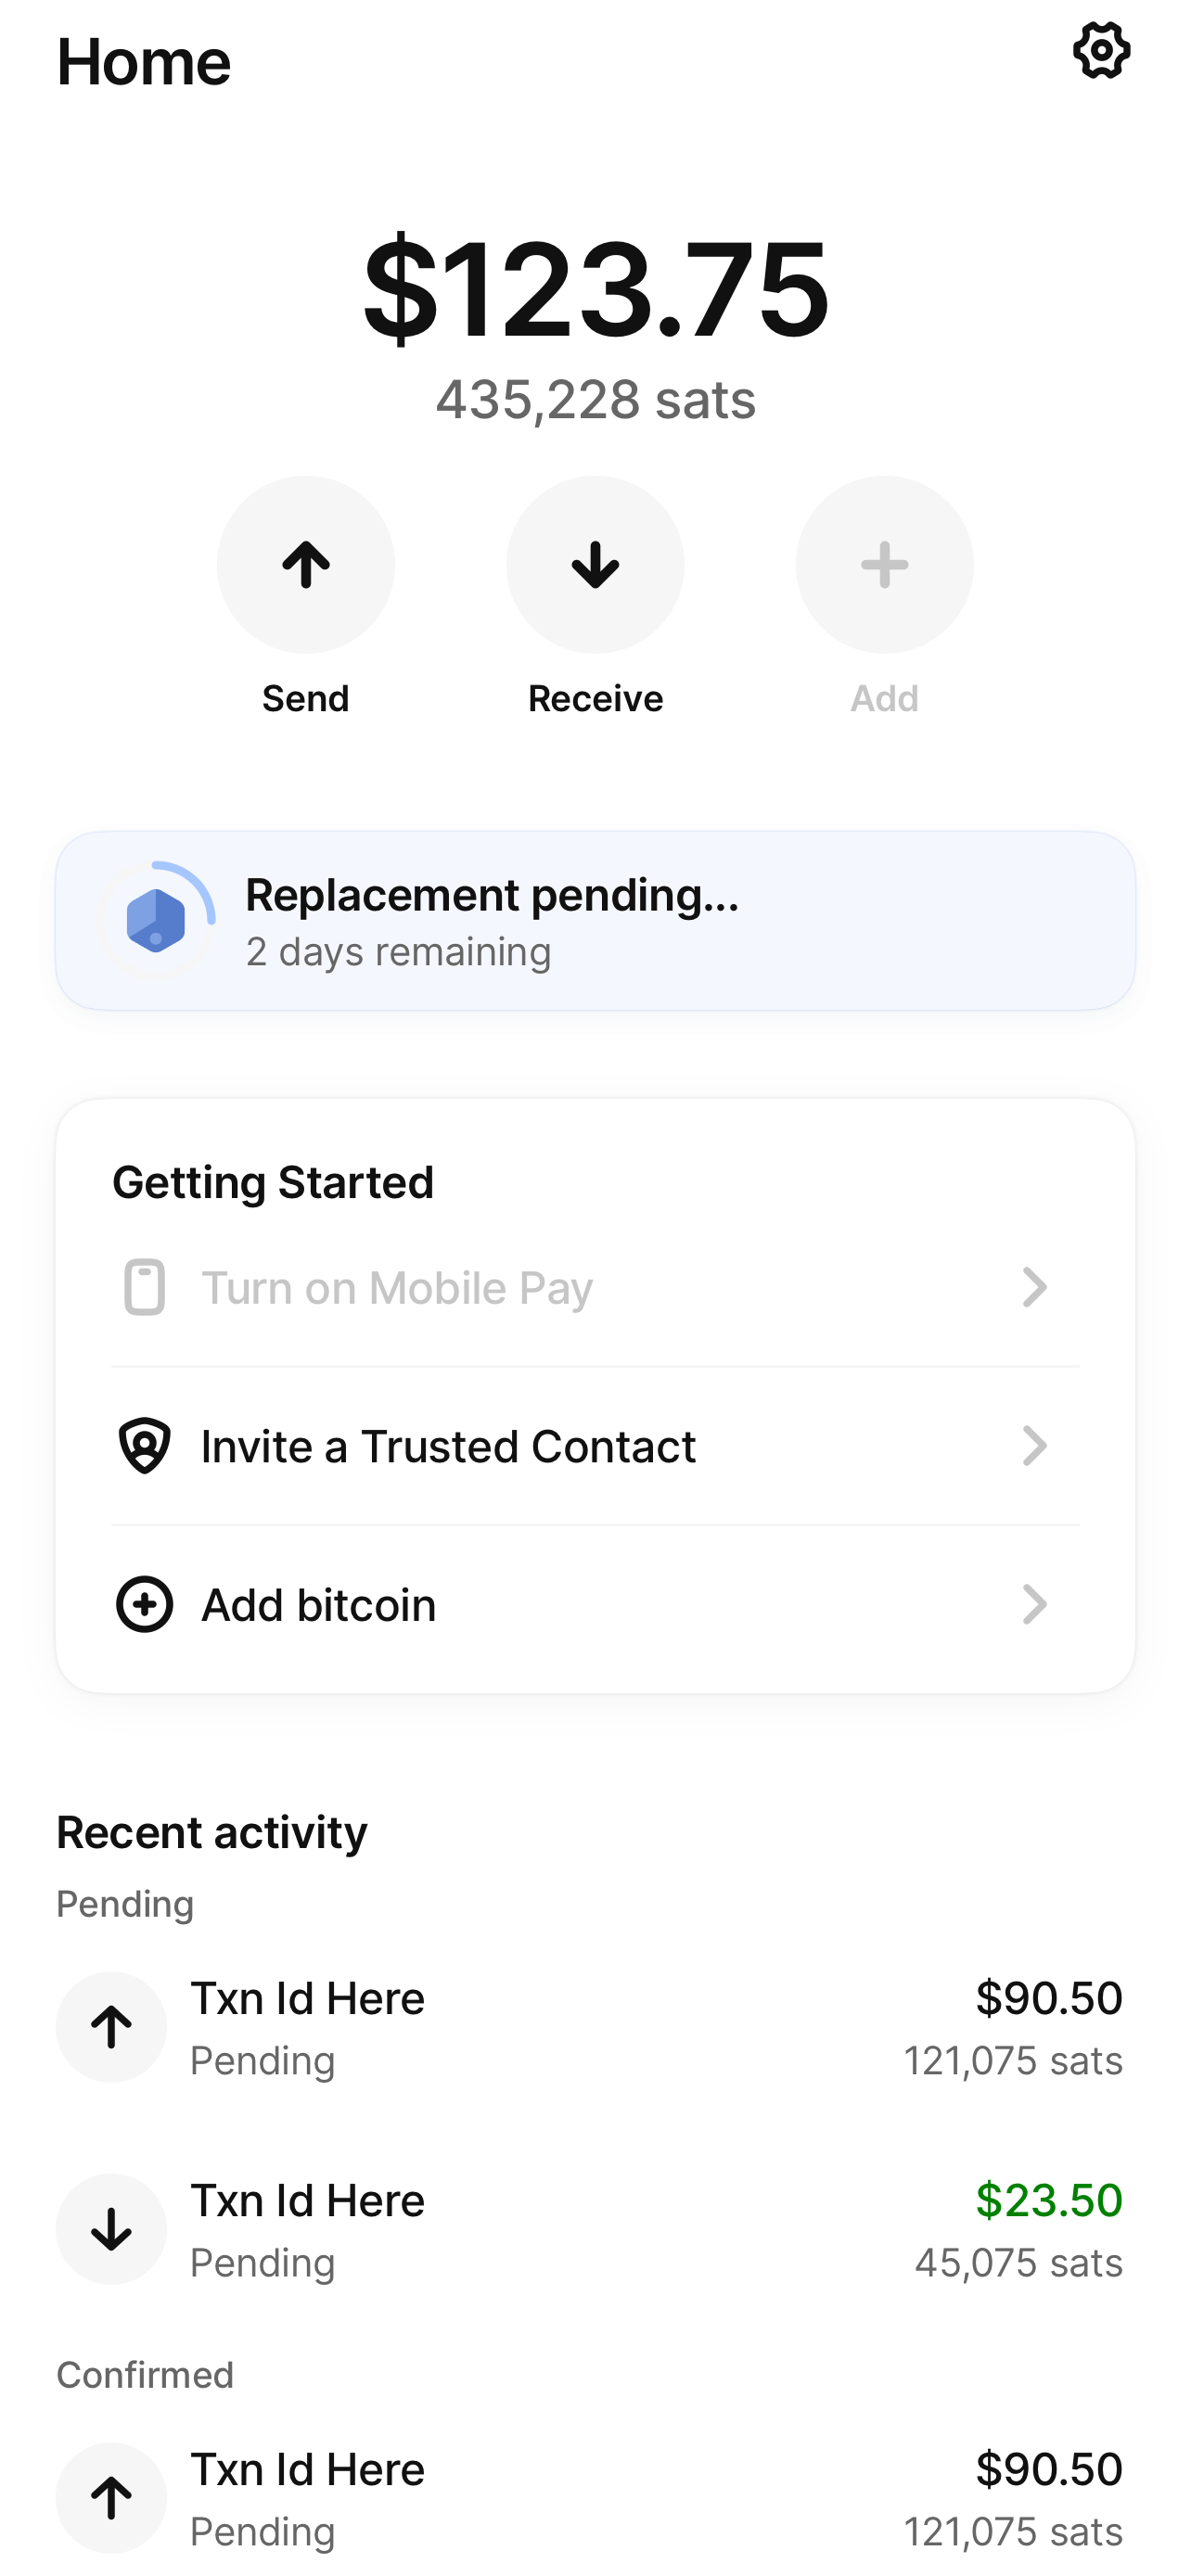 Home
$123.75
435,228 sats
Send Receive Add
Replacement pending...
2 days remaining
Getting Started
Turn on Mobile Pay
Invite a Trusted Contact
Add bitcoin
Recent activity
Pending
Txn Id Here $90.50
Pending 121,075 sats
Txn Id Here $23.50
Pending 45,075 sats
Confirmed
Txn Id Here $90.50
Pending 121,075 sats